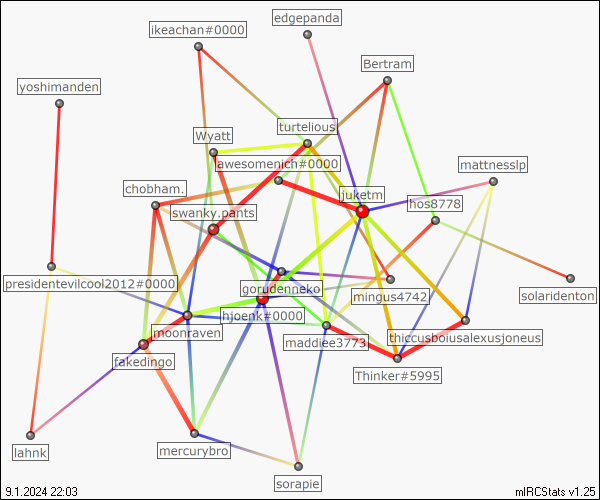 edgepanda
ikeachan#0000
Bertram
yoshimanden
turtelious
Wyatt
awesomenich#0000
mattnesslp
chobham.
juketm
hos8778
swanky.pants
presidentevilcool2012#0000
gorudenneko
mingus4742
solaridenton
hjoenk#0000
moonraven
maddiee3773
thiccusboiusalexusjoneus
fakedingo
Thinker#5995
lahnk
mercurybro
sorapie
9.1.2024 22:03
mIRCStats v1.25